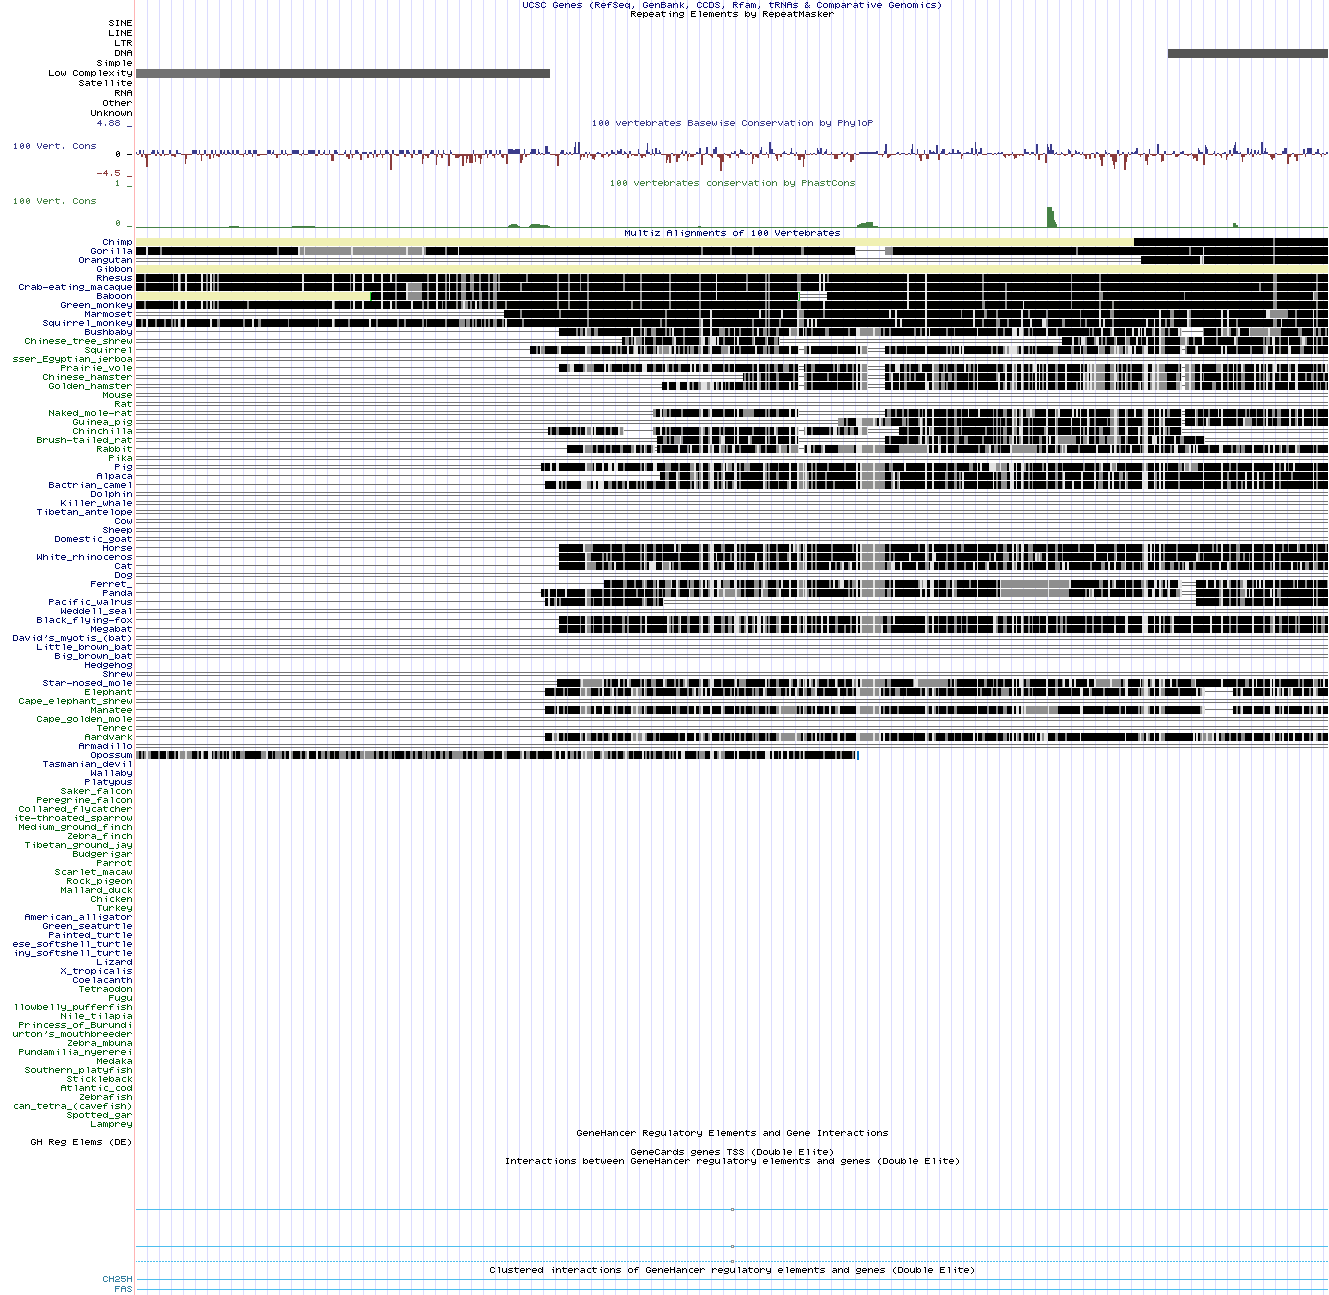 UCSC Genes (RefSeq, GenBank, CCDS, Rfam, tRNAs & Comparative Genomics)
Repeating Elements by RepeatMasker
SINE
LINE
LTR
DNA
Simple
Low Complexity
Satellite
RNA
Other
Unknown
100 vertebrates Basewise Conservation by PhyloP
4.88 _
100 Vert. Cons
0 _
-4.5 _
100 vertebrates conservation by PhastCons
1 _
100 Vert. Cons
0 _
Multiz Alignments of 100 Vertebrates
Chimp
Gorilla
Orangutan
Gibbon
Rhesus
Crab-eating_macaque
Baboon
Green_monkey
Marmoset
Squirrel_monkey
Bushbaby
Chinese_tree_shrew
Squirrel
sser_Egyptian_jerboa
Prairie_vole
Chinese_hamster
Golden_hamster
Mouse
Rat
Naked_mole-rat
Guinea_pig
Chinchilla
Brush-tailed_rat
Rabbit
Pika
Pig
Alpaca
Bactrian_camel
Dolphin
Killer_whale
Tibetan_antelope
Cow
Sheep
Domestic_goat
Horse
White_rhinoceros
Cat
Dog
Ferret_
Panda
Pacific_walrus
Weddell_seal
Black_flying-fox
Megabat
David's_myotis_(bat)
Little_brown_bat
Big_brown_bat
Hedgehog
Shrew
Star-nosed_mole
Elephant
Cape_elephant_shrew
Manatee
Cape_golden_mole
Tenrec
Aardvark
Armadillo
Opossum
Tasmanian_devil
Wallaby
Platypus
Saker_falcon
Peregrine_falcon
Collared_flycatcher
ite-throated_sparrow
Medium_ground_finch
Zebra_finch
Tibetan_ground_jay
Budgerigar
Parrot
Scarlet_macaw
Rock_pigeon
Mallard_duck
Chicken
Turkey
American_alligator
Green_seaturtle
Painted_turtle
ese_softshell_turtle
iny_softshell_turtle
Lizard
X_tropicalis
Coelacanth
Tetraodon
Fugu
llowbelly_pufferfish
Nile_tilapia
Princess_of_Burundi
urton's_mouthbreeder
Zebra_mbuna
Pundamilia_nyererei
Medaka
Southern_platyfish
Stickleback
Atlantic_cod
Zebrafish
can_tetra_(cavefish)
Spotted_gar
Lamprey
GeneHancer Regulatory Elements and Gene Interactions
GH Reg Elems (DE)
GeneCards genes TSS (Double Elite)
Interactions between GeneHancer regulatory elements and genes (Double Elite)
Clustered interactions of GeneHancer regulatory elements and genes (Double Elite)
CH25H
FAS